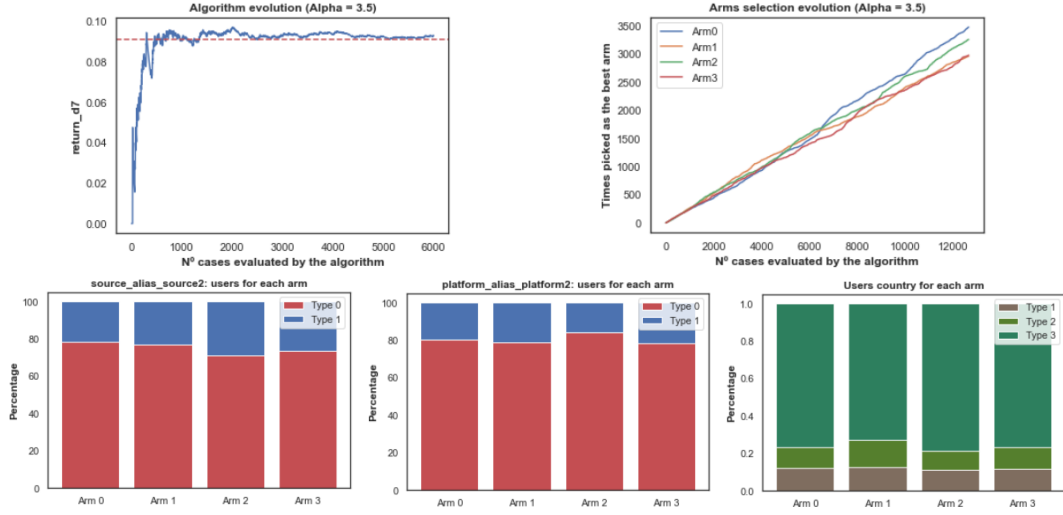 Algorithm evolution (Alpha = 3.5)
return_d7
0.10
0.08
0.06
0.04
0.02
0.00
0
1000
2000
3000
4000
5000
6000
Nº cases evaluated by the algorithm
Arms selection evolution (Alpha = 3.5)
Times picked as the best arm
3500
3000
2500
2000
1500
1000
500
0
Arm0
Arm1
Arm2
Arm3
0
2000
4000
6000
8000
10000
12000
Nº cases evaluated by the algorithm
source_alias_source2: users for each arm
Percentage
100
80
60
40
20
0
Type 0
Type 1
Arm 0
Arm 1
Arm 2
Arm 3
platform_alias_platform2: users for each arm
Percentage
100
80
60
40
20
0
Type 0
Type 1
Arm 0
Arm 1
Arm 2
Arm 3
Users country for each arm
Percentage
1.0
0.8
0.6
0.4
0.2
0.0
Type 1
Type 2
Type 3
Arm 0
Arm 1
Arm 2
Arm 3